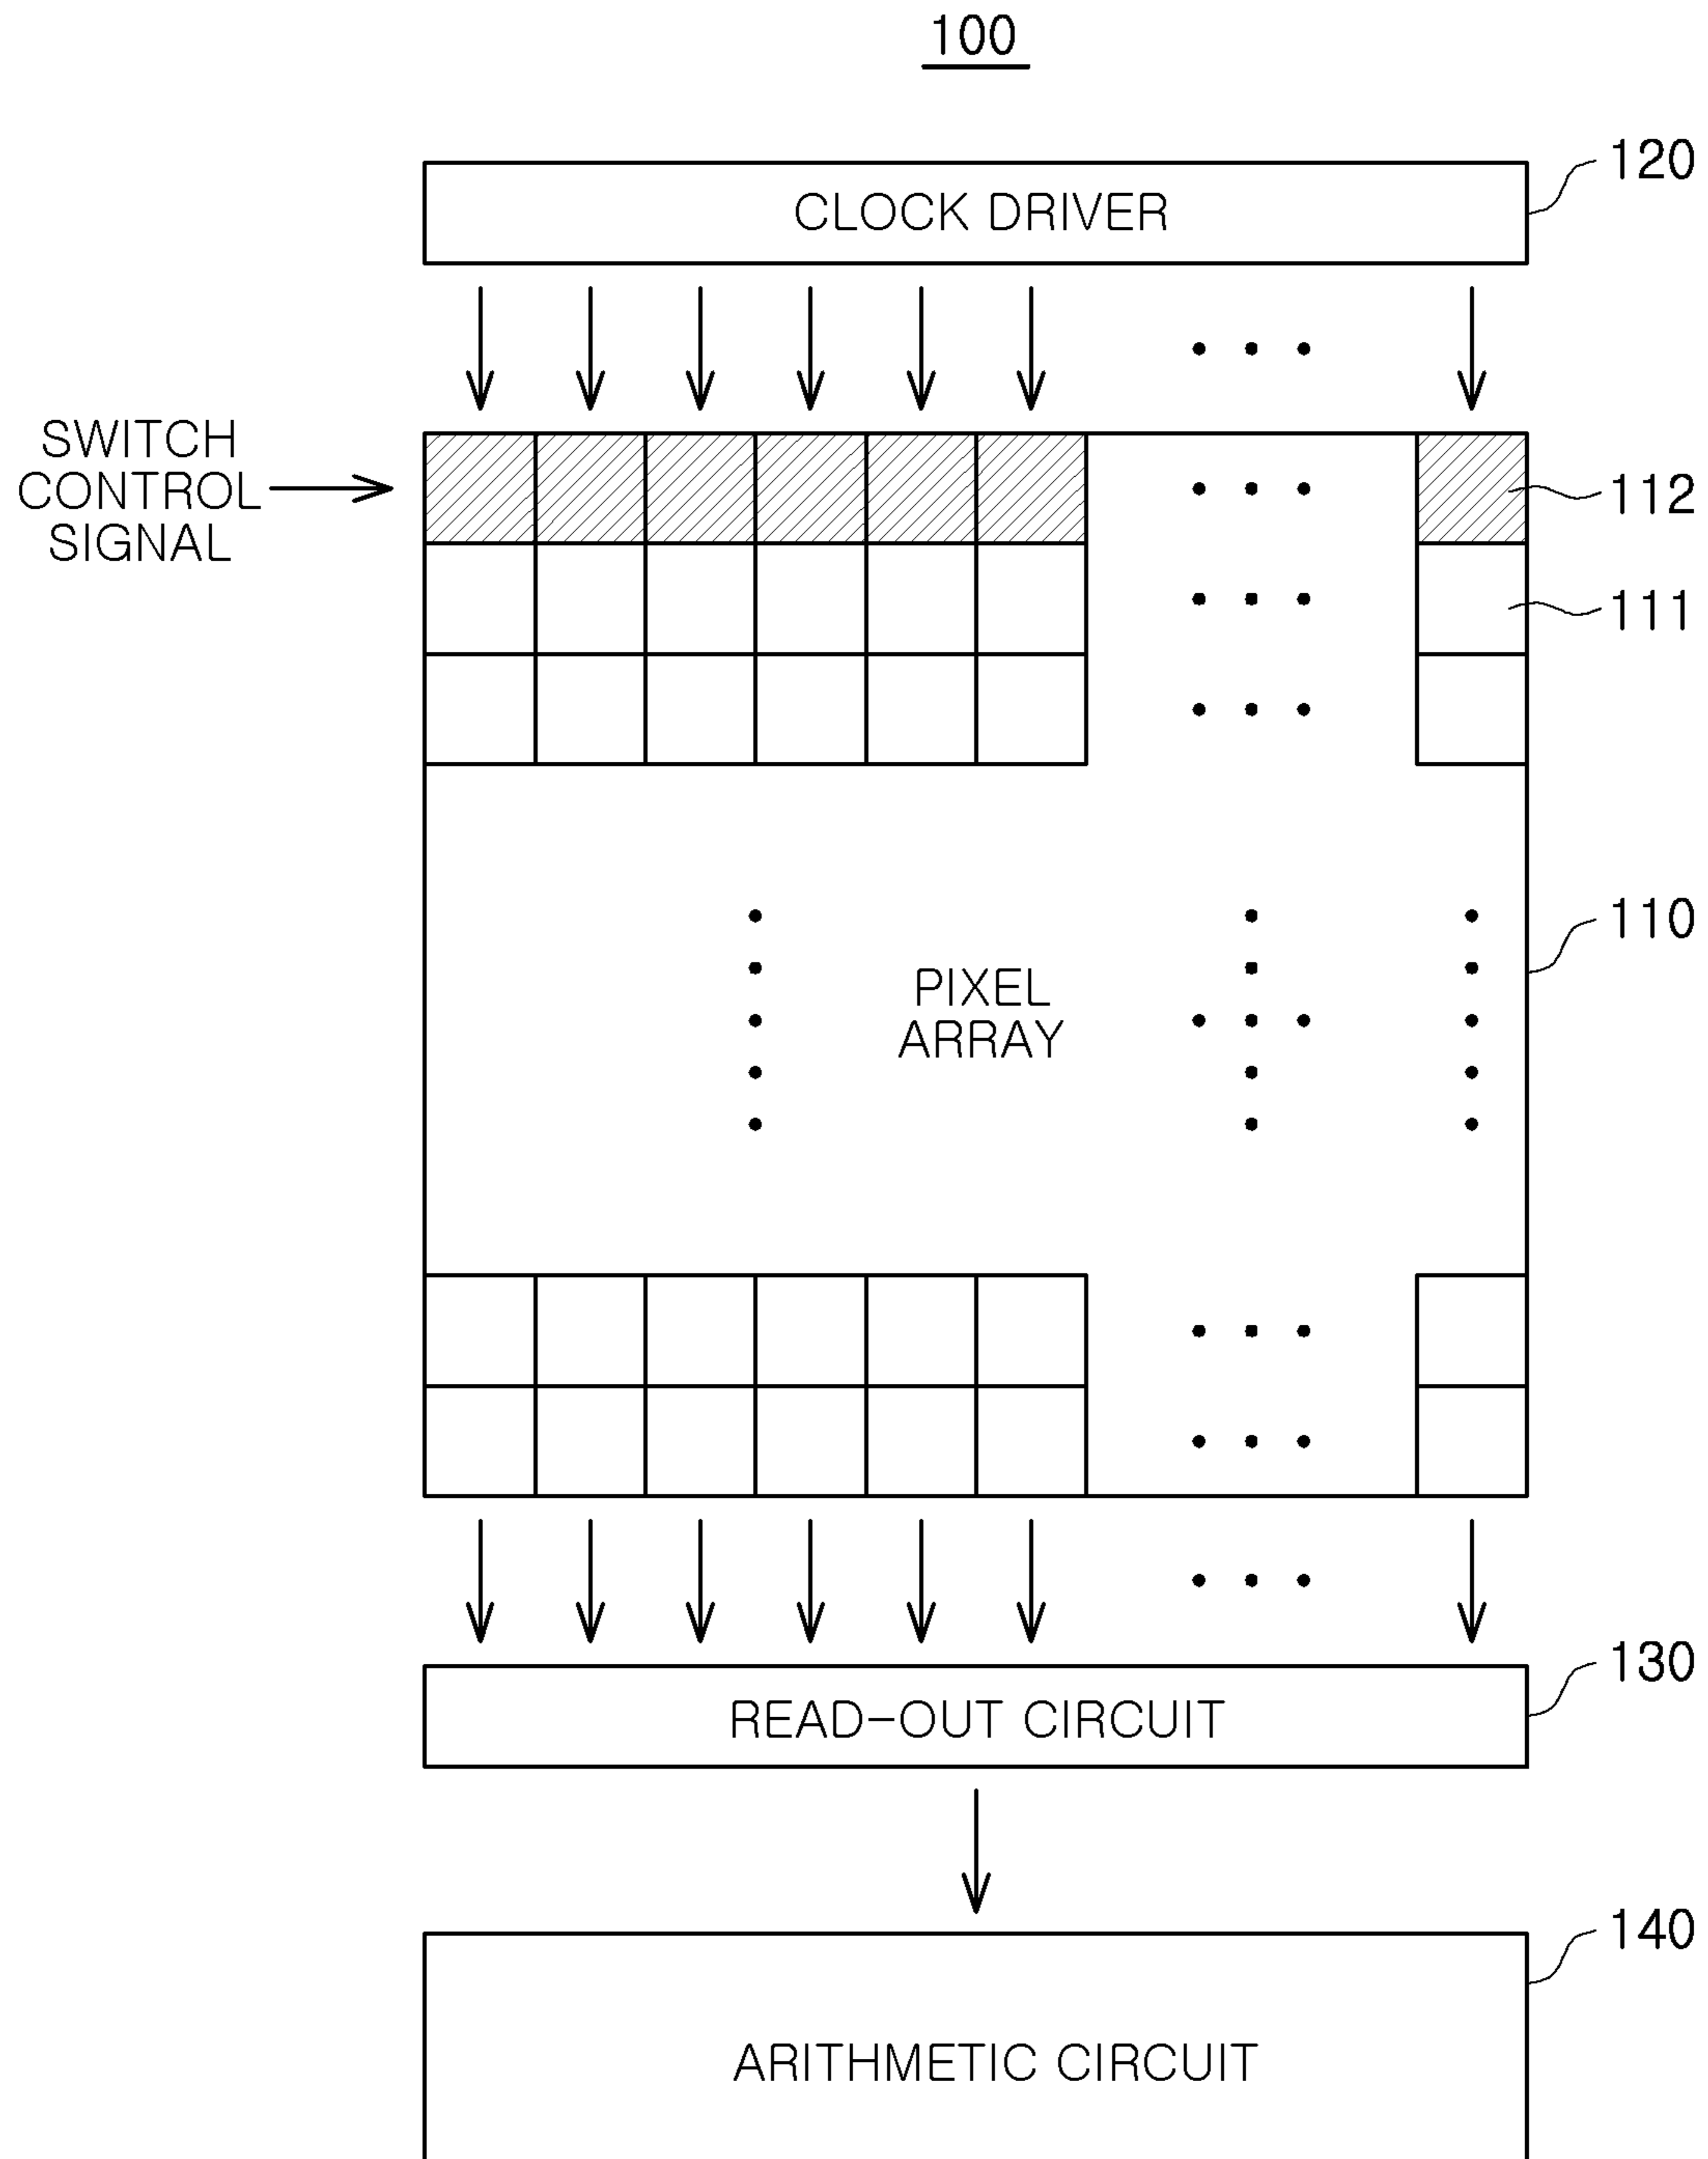 100
120
CLOCK DRIVER
SWITCH
CONTROL
SIGNAL
112
111
110
PIXEL
ARRAY
130
READ-OUT CIRCUIT
140
ARITHMETIC CIRCUIT